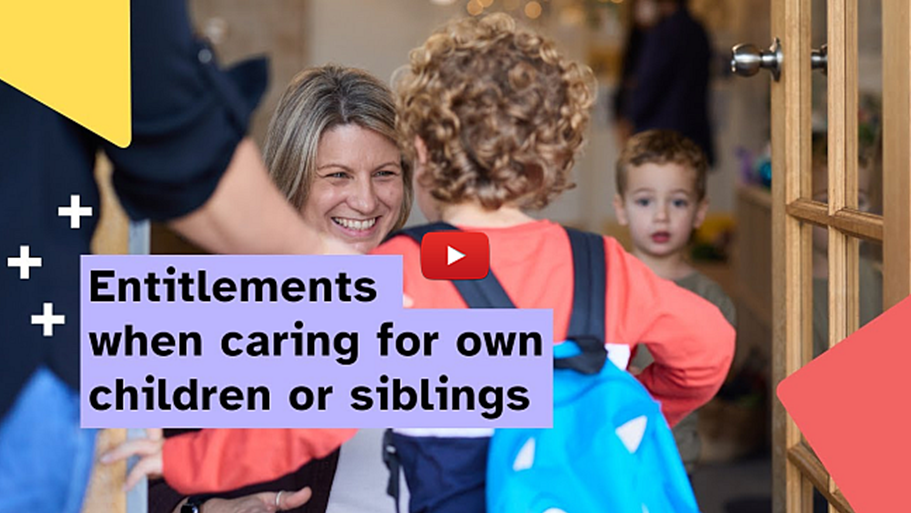 Entitlements
when caring for own
children or siblings